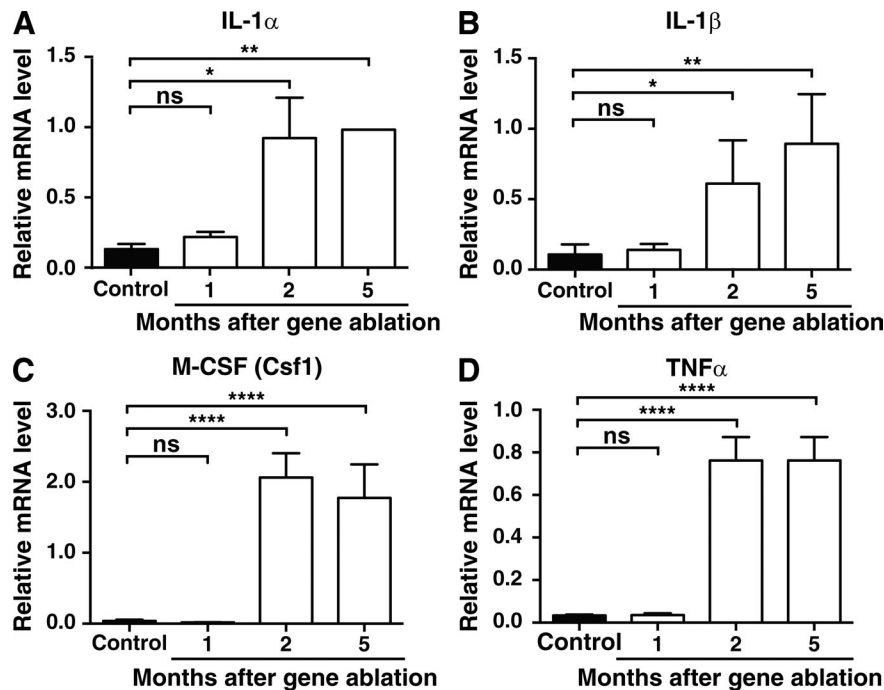 A
IL-1α
Relative mRNA level
1.5
1.0
0.5
0.0
**
*
ns
Control
1
2
5
Months after gene ablation
B
IL-1β
Relative mRNA level
1.5
1.0
0.5
0.0
**
*
ns
Control
1
2
5
Months after gene ablation
C
M-CSF (Csf1)
Relative mRNA level
3.0
2.0
1.0
0.0
****
****
ns
Control
1
2
5
Months after gene ablation
D
TNFα
Relative mRNA level
1.0
0.8
0.6
0.4
0.2
0.0
****
****
ns
Control
1
2
5
Months after gene ablation